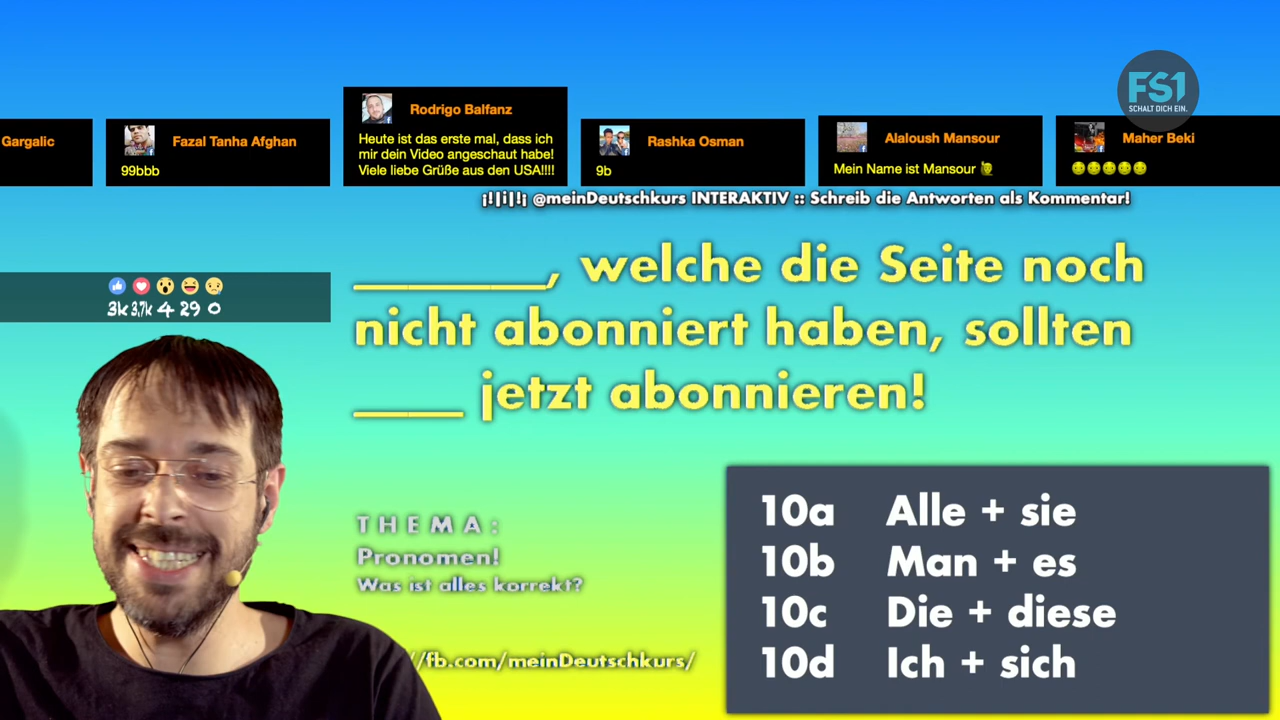 FS1
SCHALT DICH EIN.
Gargalic
Fazal Tanha Afghan
99bbb
Rodrigo Balfanz
Heute ist das erste mal, dass ich
mir dein Video angeschaut habe!
Viele liebe Grüße aus den USA!!!!
Rashka Osman
9b
Alaloush Mansour
Mein Name ist Mansour 🙋‍♂️
Maher Beki
😊😊😊😊😊
¡!|i|!¡ @meinDeutschkurs INTERAKTIV :: Schreib die Antworten als Kommentar!
_______, welche die Seite noch
nicht abonniert haben, sollten
____ jetzt abonnieren!
3k 3,7k 4 29 0
THEMA:
Pronomen!
Was ist alles korrekt?
//fb.com/meinDeutschkurs/
10a Alle + sie
10b Man + es
10c Die + diese
10d Ich + sich